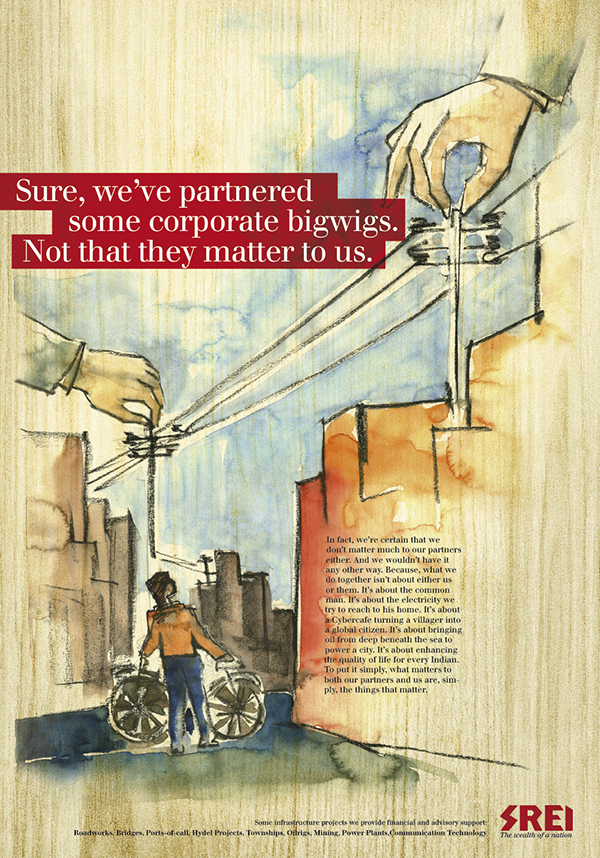 Sure, we've partnered
some corporate bigwigs.
Not that they matter to us.
In fact, we're certain that we
don't matter much to our partners
either. And we wouldn't have it
any other way. Because, what we
do together isn't about either us
or them. It's about the common
man. It's about the electricity we
try to reach to his home. It's about
a Cybercafe turning a villager into
a global citizen. It's about bringing
oil from deep beneath the sea to
power a city. It's about enhancing
the quality of life for every Indian.
To put it simply, what matters to
both our partners and us are, sim-
ply, the things that matter.
Some infrastructure projects we provide financial and advisory support:
Roadworks, Bridges, Ports-of-call, Hydel Projects, Townships, Oilrigs, Mining, Power Plants,Communication Technology
SREI
The wealth of a nation